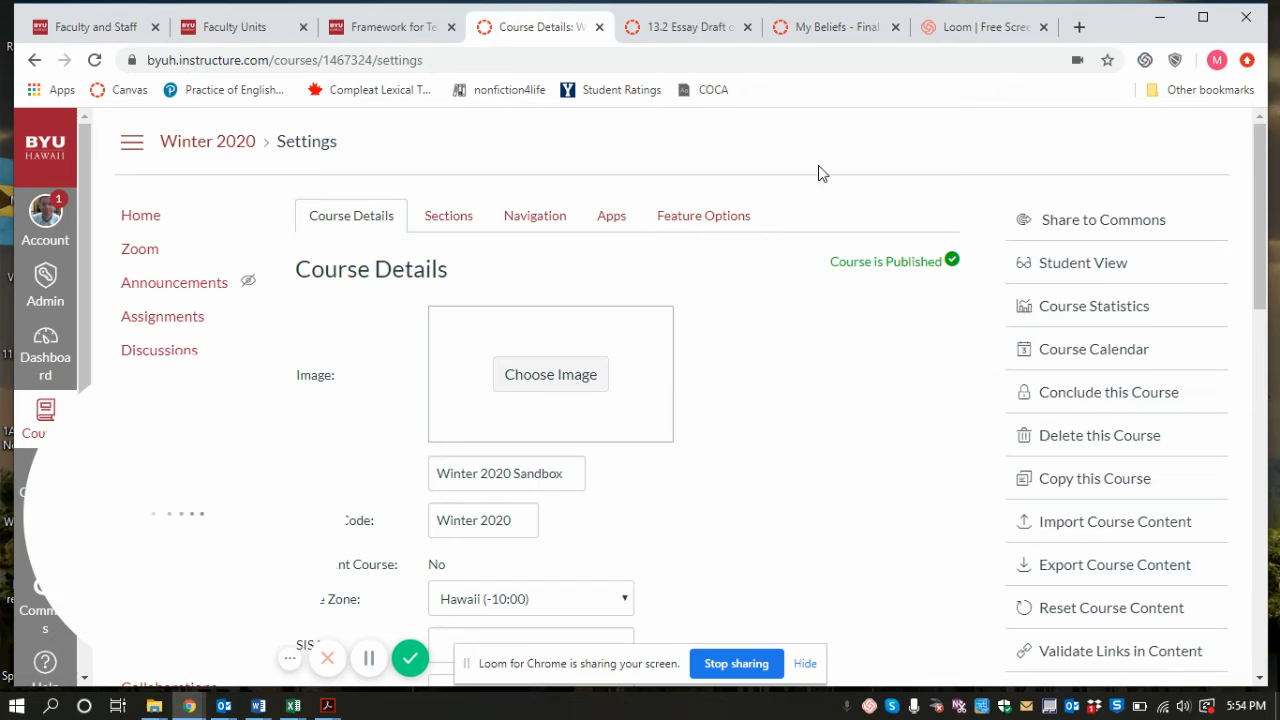 Faculty and Staff
Faculty Units
Framework for Te
Course Details: W
13.2 Essay Draft c
My Beliefs - Final
Loom | Free Scree
byuh.instructure.com/courses/1467324/settings
M
Apps
Canvas
Practice of English...
Compleat Lexical T...
nonfiction4life
Student Ratings
COCA
Other bookmarks
BYU
HAWAII
1
Account
Admin
Dashboa
rd
Cou
Comm
s
Help
Winter 2020 > Settings
Home
Zoom
Announcements
Assignments
Discussions
Collaborations
Course Details
Sections
Navigation
Apps
Feature Options
Course Details
Course is Published
Image:
Choose Image
Winter 2020 Sandbox
Code:
Winter 2020
nt Course:
No
e Zone:
Hawaii (-10:00)
SIS
Share to Commons
Student View
Course Statistics
Course Calendar
Conclude this Course
Delete this Course
Copy this Course
Import Course Content
Export Course Content
Reset Course Content
Validate Links in Content
Loom for Chrome is sharing your screen.
Stop sharing
Hide
5:54 PM